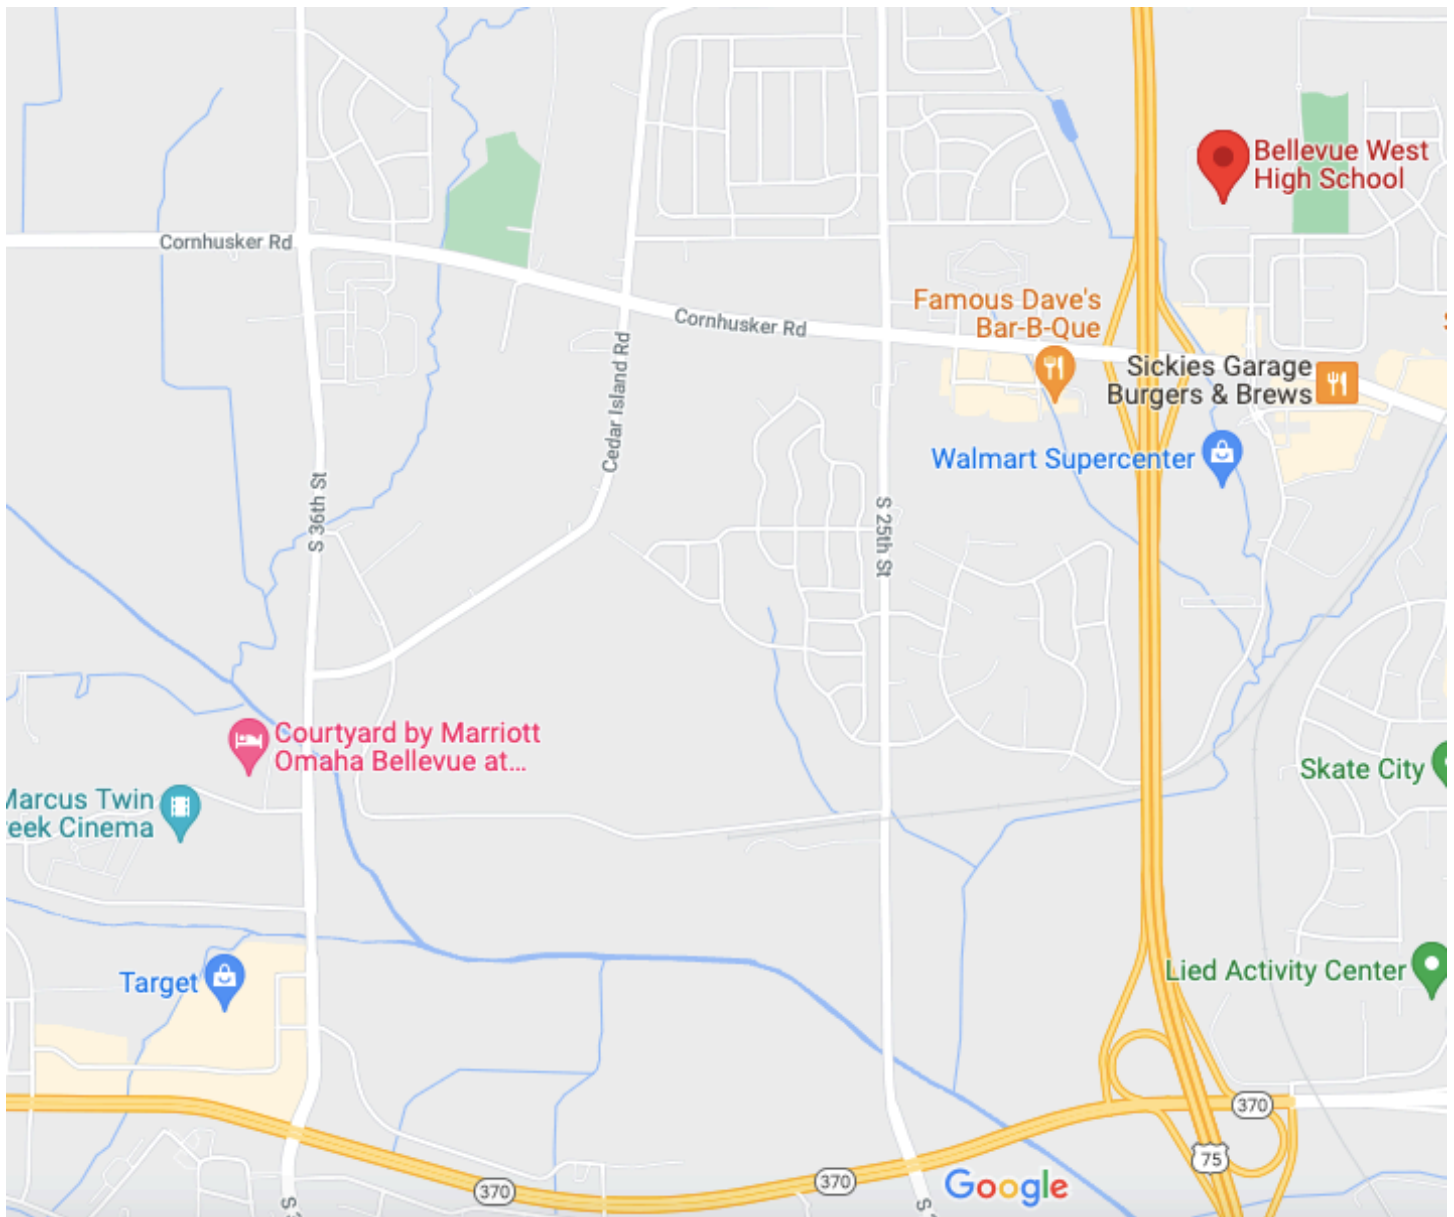 Bellevue West
High School
Cornhusker Rd
Famous Dave's
Bar-B-Que
Cornhusker Rd
Sickies Garage
Burgers & Brews
Cedar Island Rd
Walmart Supercenter
S 36th St
S 25th St
Courtyard by Marriott
Omaha Bellevue at...
Skate City
Marcus Twin
reek Cinema
Lied Activity Center
Target
370
75
370
370
Google
S
S